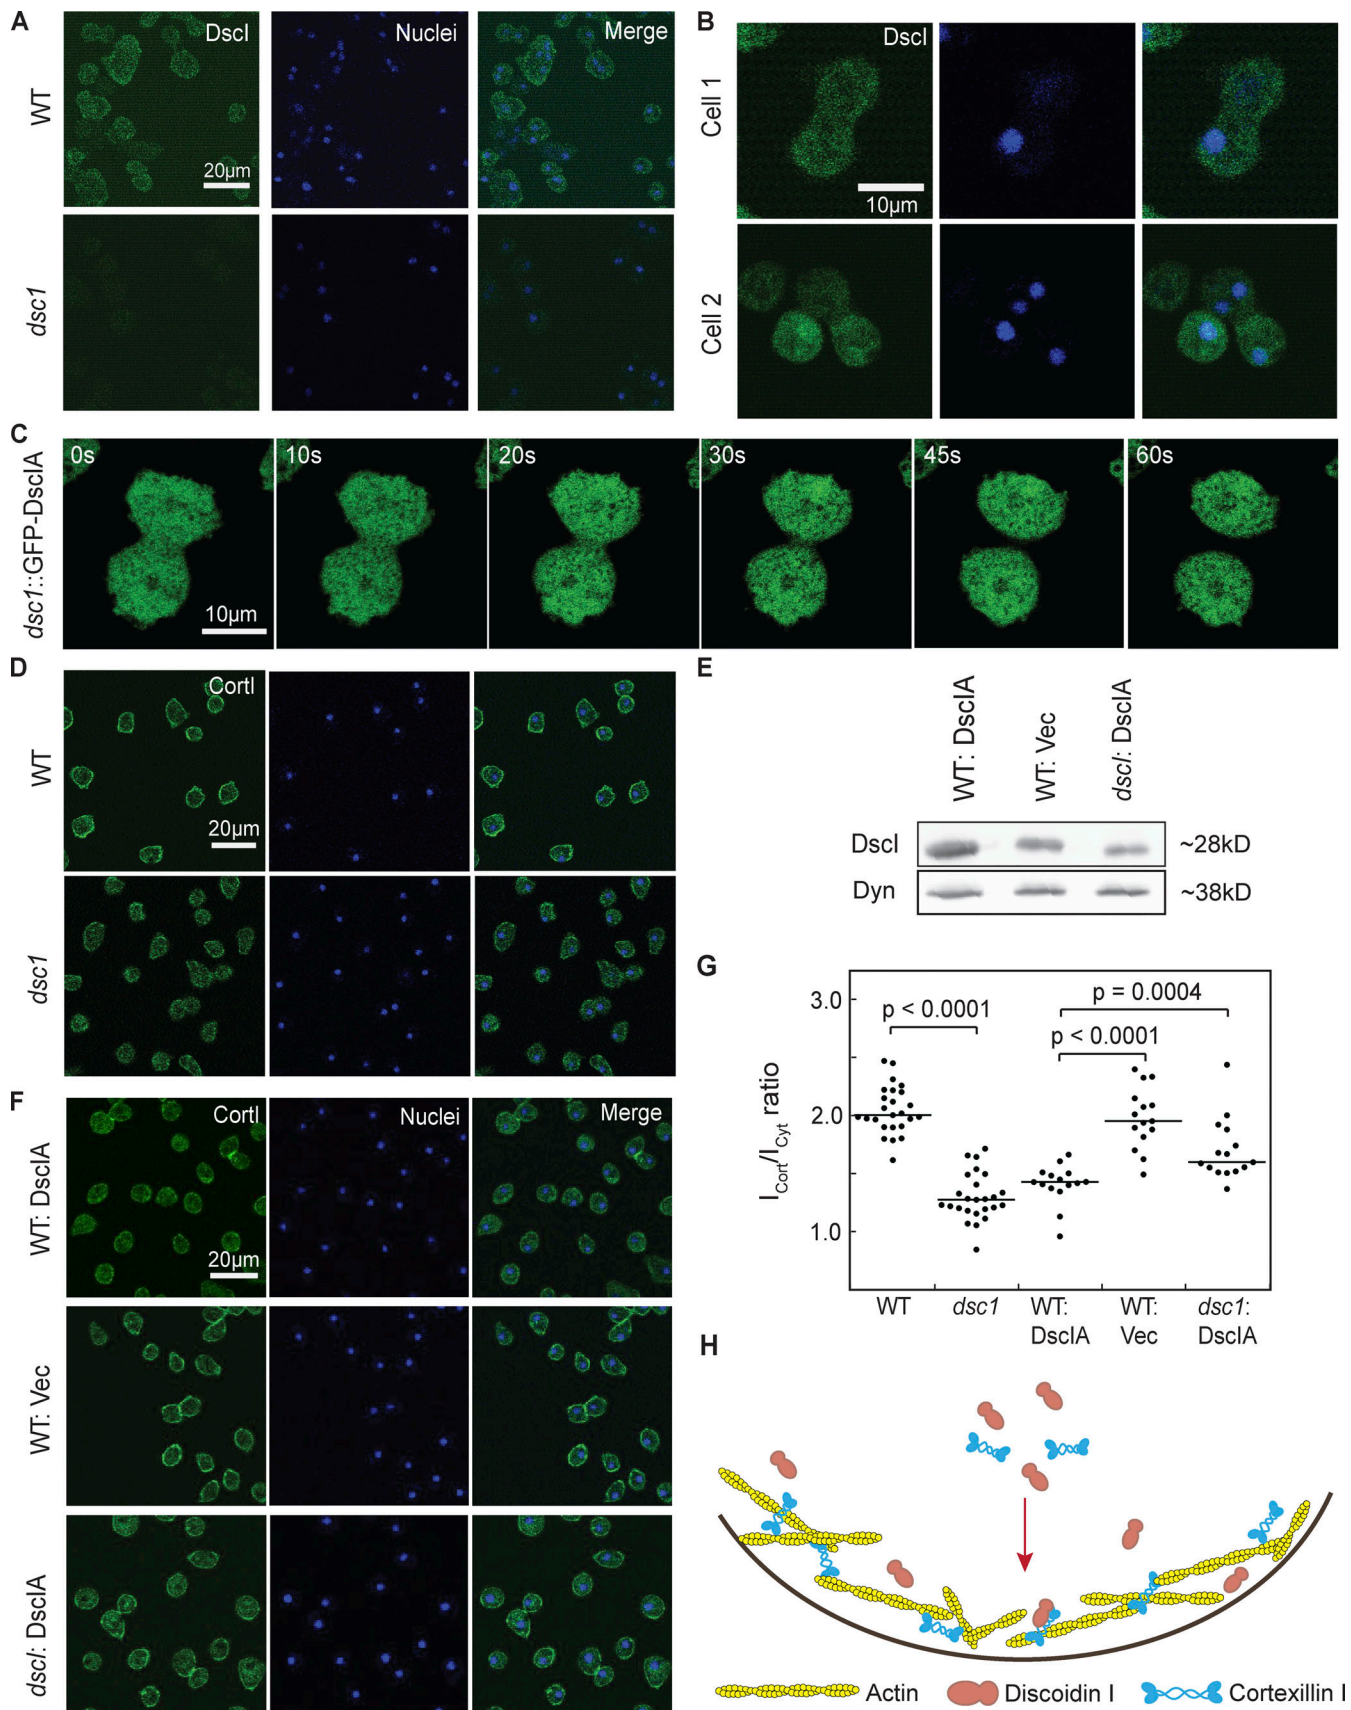 A
DscI
Nuclei
Merge
WT
20µm
dsc1
B
DscI
Cell 1
10µm
Cell 2
C
0s
10s
20s
30s
45s
60s
dsc1::GFP-DscIA
10µm
D
CortI
WT
20µm
dsc1
E
WT: DscIA
WT: Vec
dscI: DscIA
DscI
~28kD
Dyn
~38kD
F
CortI
Nuclei
Merge
WT: DscIA
20µm
WT: Vec
dscI: DscIA
G
3.0
2.0
1.0
I Cort/I Cyt ratio
p < 0.0001
p = 0.0004
p < 0.0001
WT
dsc1
WT: DscIA
WT: Vec
dsc1: DscIA
H
Actin
Discoidin I
Cortexillin I